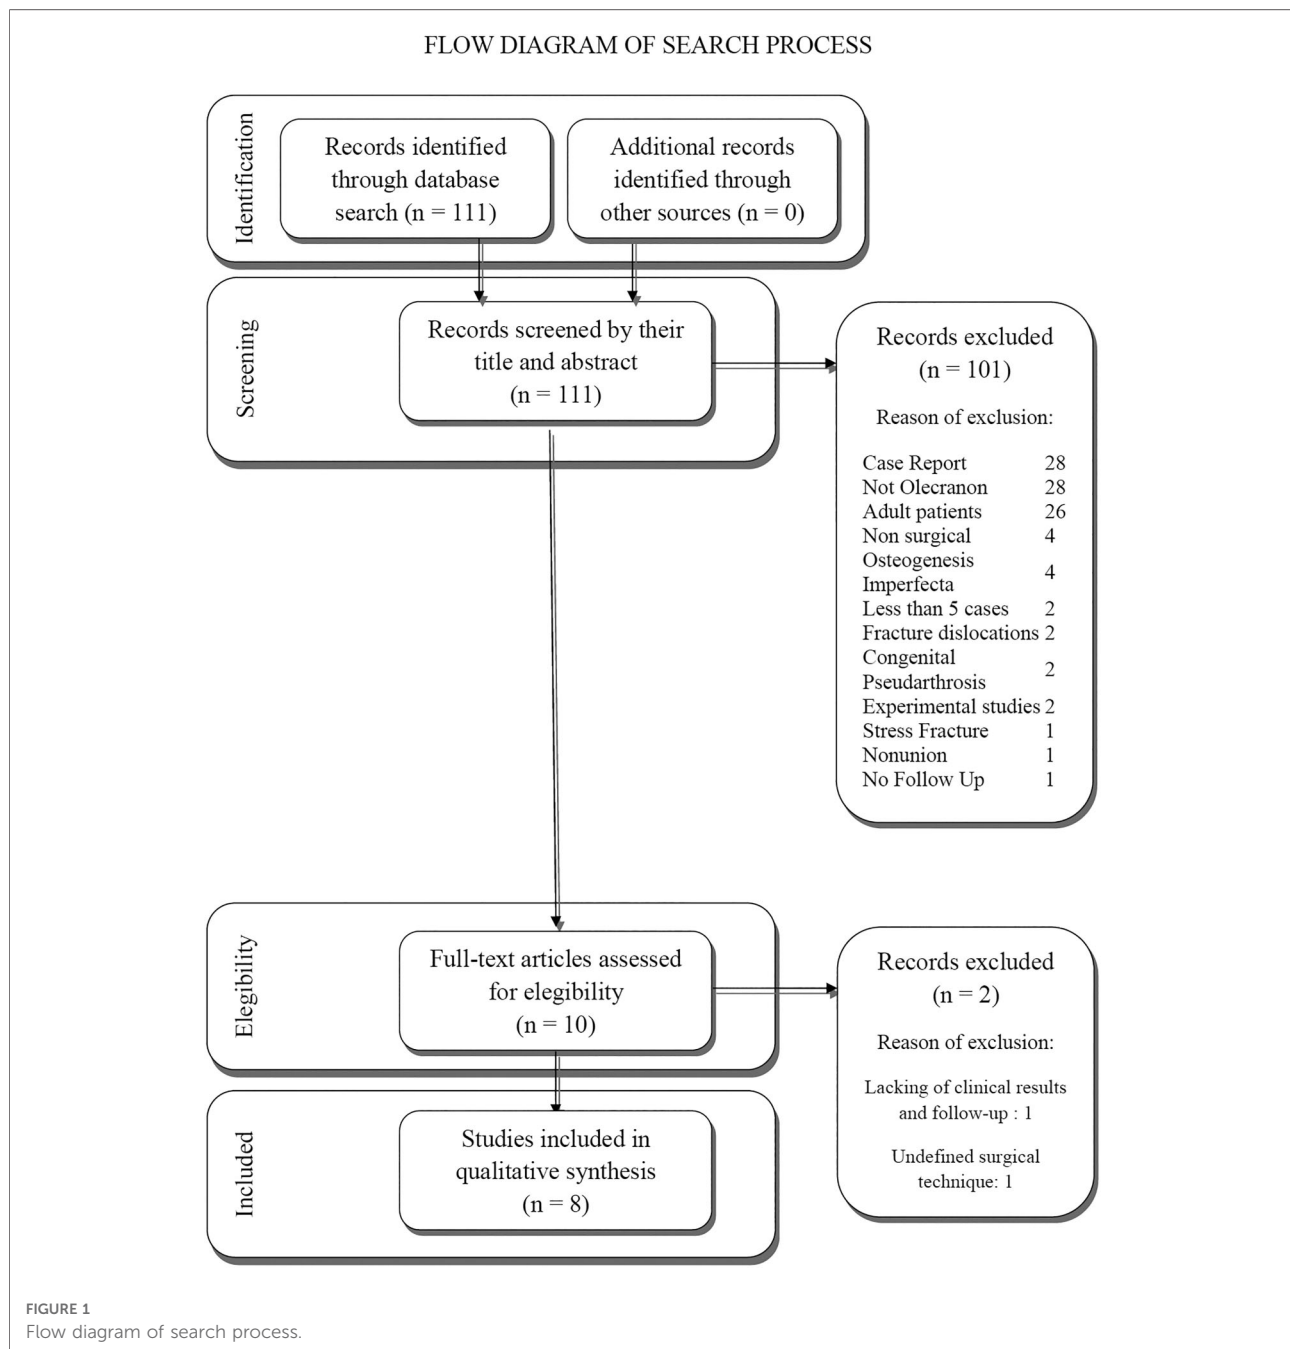 FLOW DIAGRAM OF SEARCH PROCESS
Identification
Records identified
through database
search (n = 111)
Additional records
identified through
other sources (n = 0)
Screening
Records screened by their
title and abstract
(n = 111)
Records excluded
(n = 101)
Reason of exclusion:
Case Report 28
Not Olecranon 28
Adult patients 26
Non surgical 4
Osteogenesis
Imperfecta 4
Less than 5 cases 2
Fracture dislocations 2
Congenital
Pseudarthrosis 2
Experimental studies 2
Stress Fracture 1
Nonunion 1
No Follow Up 1
Elegibility
Full-text articles assessed
for elegibility
(n = 10)
Records excluded
(n = 2)
Reason of exclusion:
Lacking of clinical results
and follow-up : 1
Undefined surgical
technique: 1
Included
Studies included in
qualitative synthesis
(n = 8)
FIGURE 1
Flow diagram of search process.